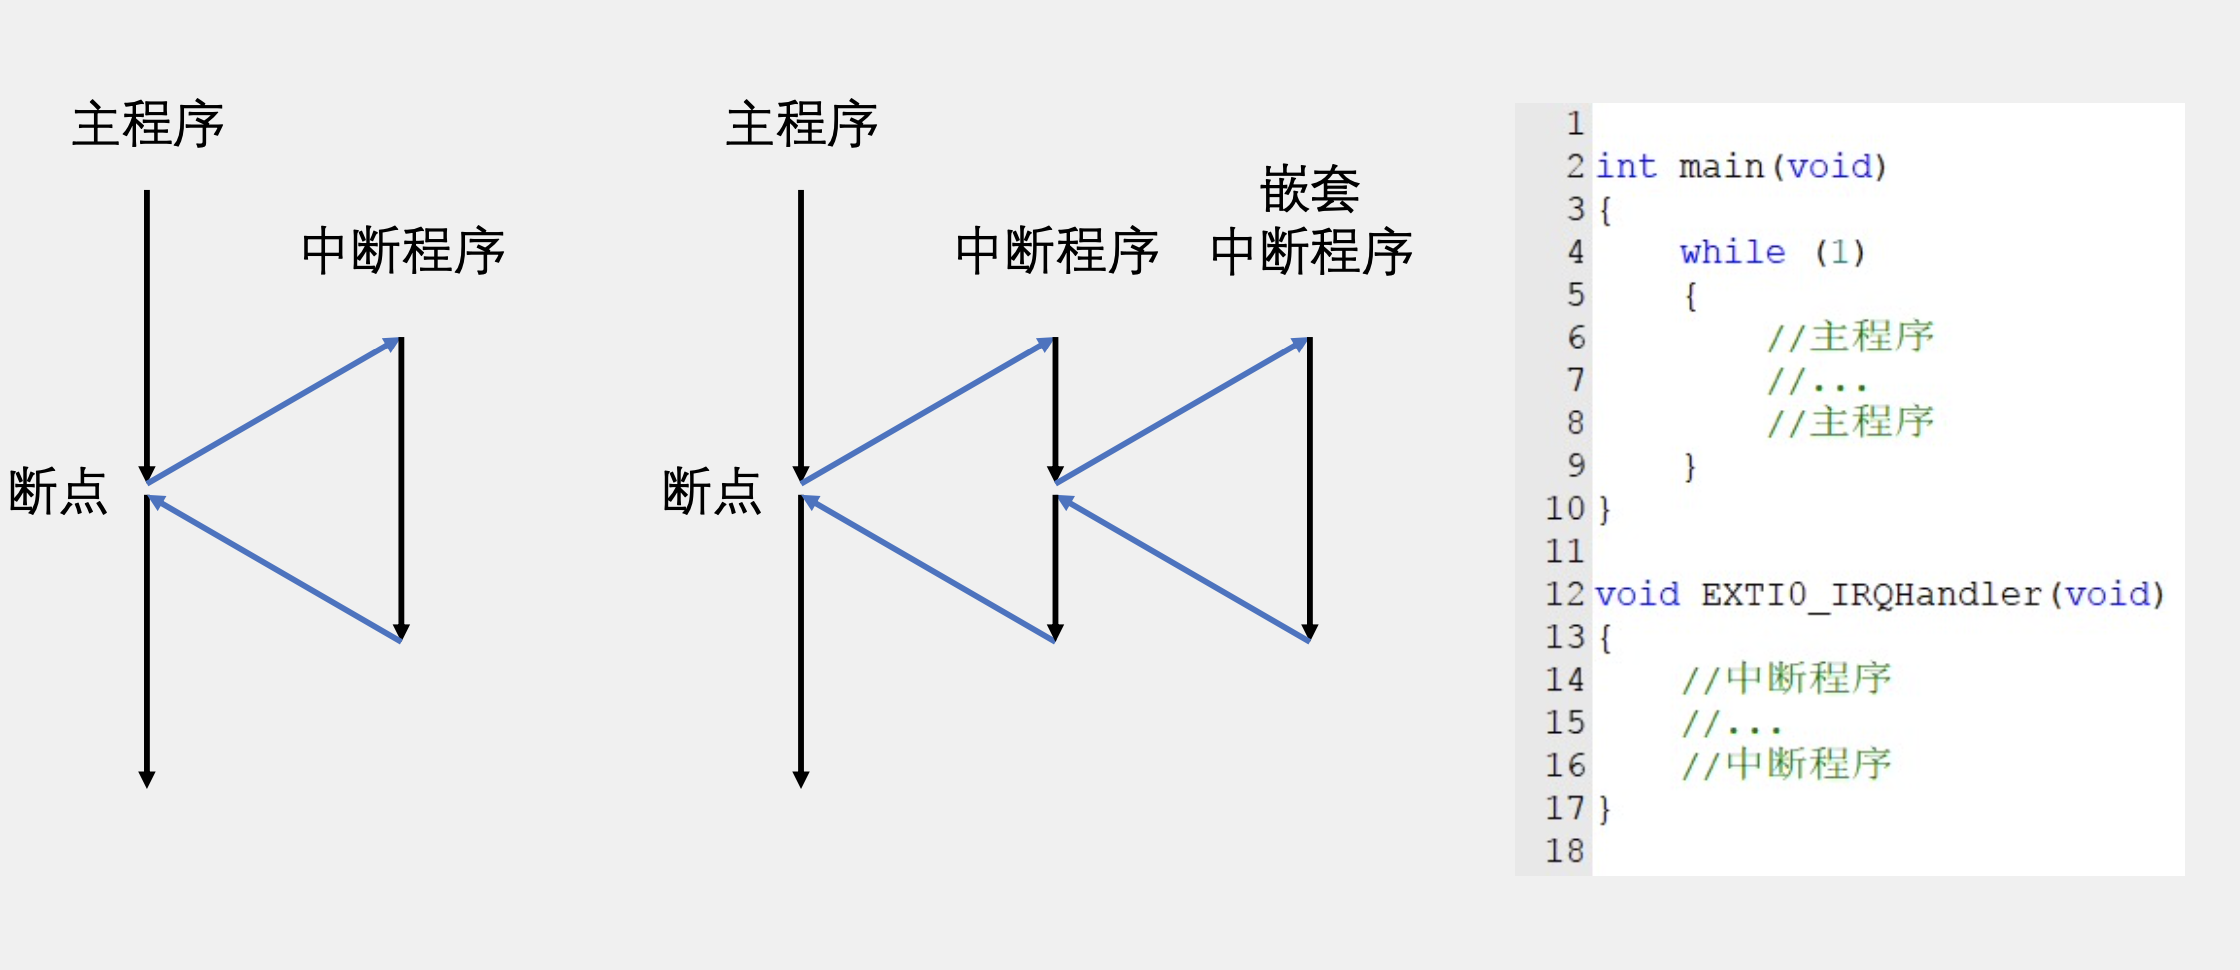 主程序
中断程序
断点
主程序
嵌套
中断程序
中断程序
断点
1
2 int main(void)
3 {
4 while (1)
5 {
6 //主程序
7 //...
8 //主程序
9 }
10 }
11
12 void EXTI0_IRQHandler(void)
13 {
14 //中断程序
15 //...
16 //中断程序
17 }
18